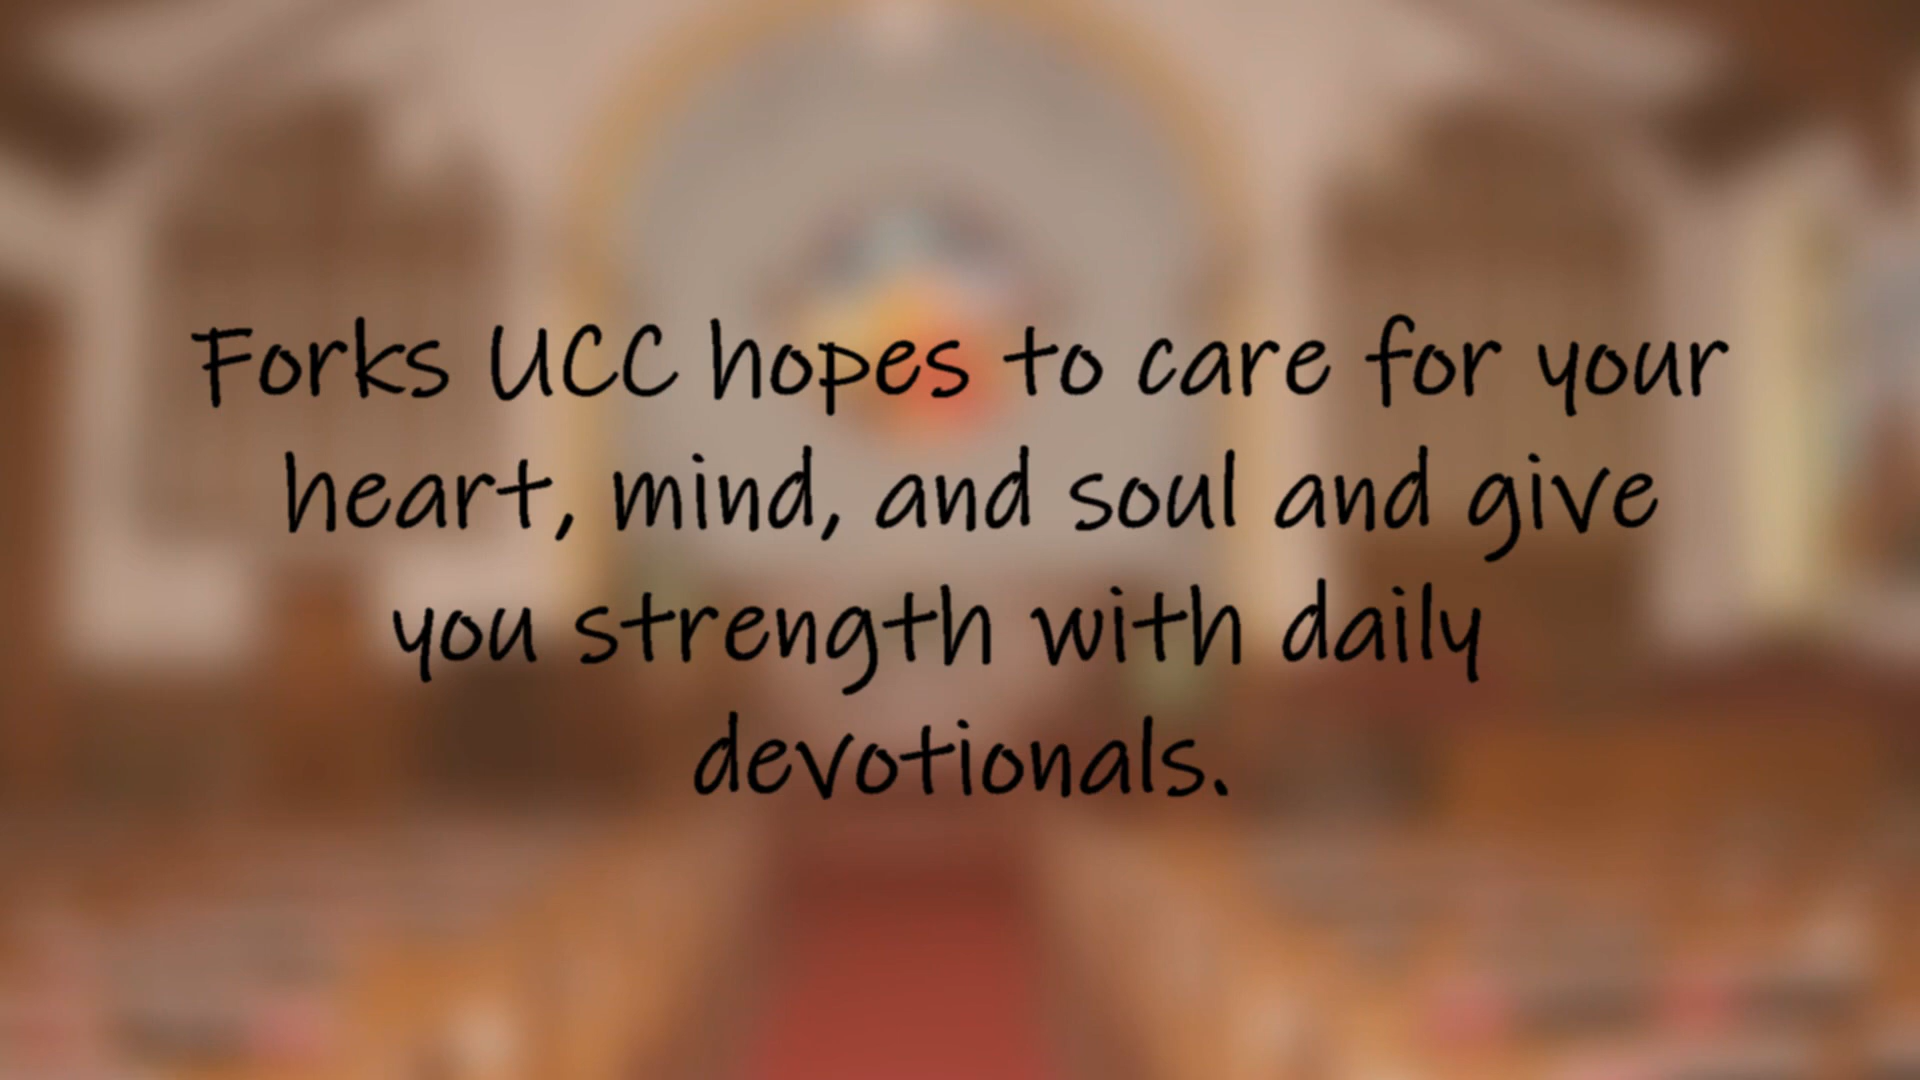 Forks UCC hopes to care for your
heart, mind, and soul and give
you strength with daily
devotionals.